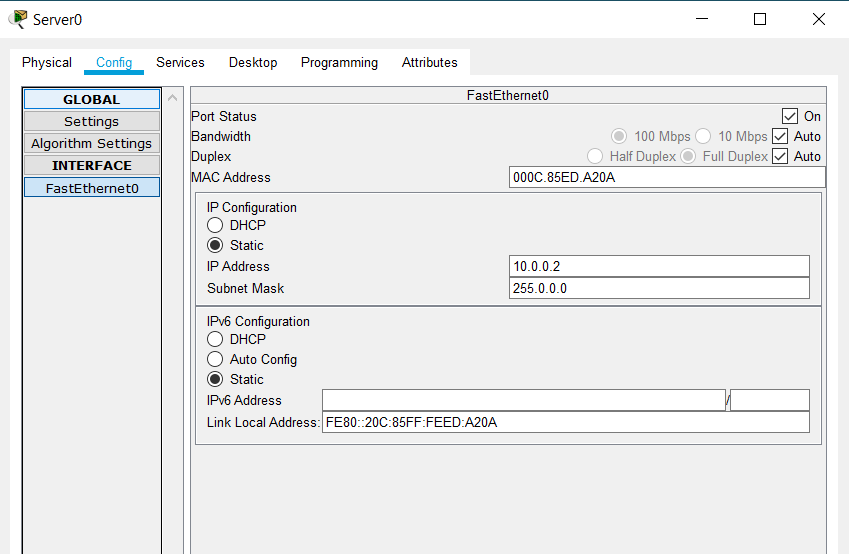 Server0
Physical Config Services Desktop Programming Attributes
GLOBAL
Settings
Algorithm Settings
INTERFACE
FastEthernet0
FastEthernet0
Port Status On
Bandwidth 100 Mbps 10 Mbps Auto
Duplex Half Duplex Full Duplex Auto
MAC Address 000C.85ED.A20A
IP Configuration
DHCP
Static
IP Address 10.0.0.2
Subnet Mask 255.0.0.0
IPv6 Configuration
DHCP
Auto Config
Static
IPv6 Address /
Link Local Address: FE80::20C:85FF:FEED:A20A